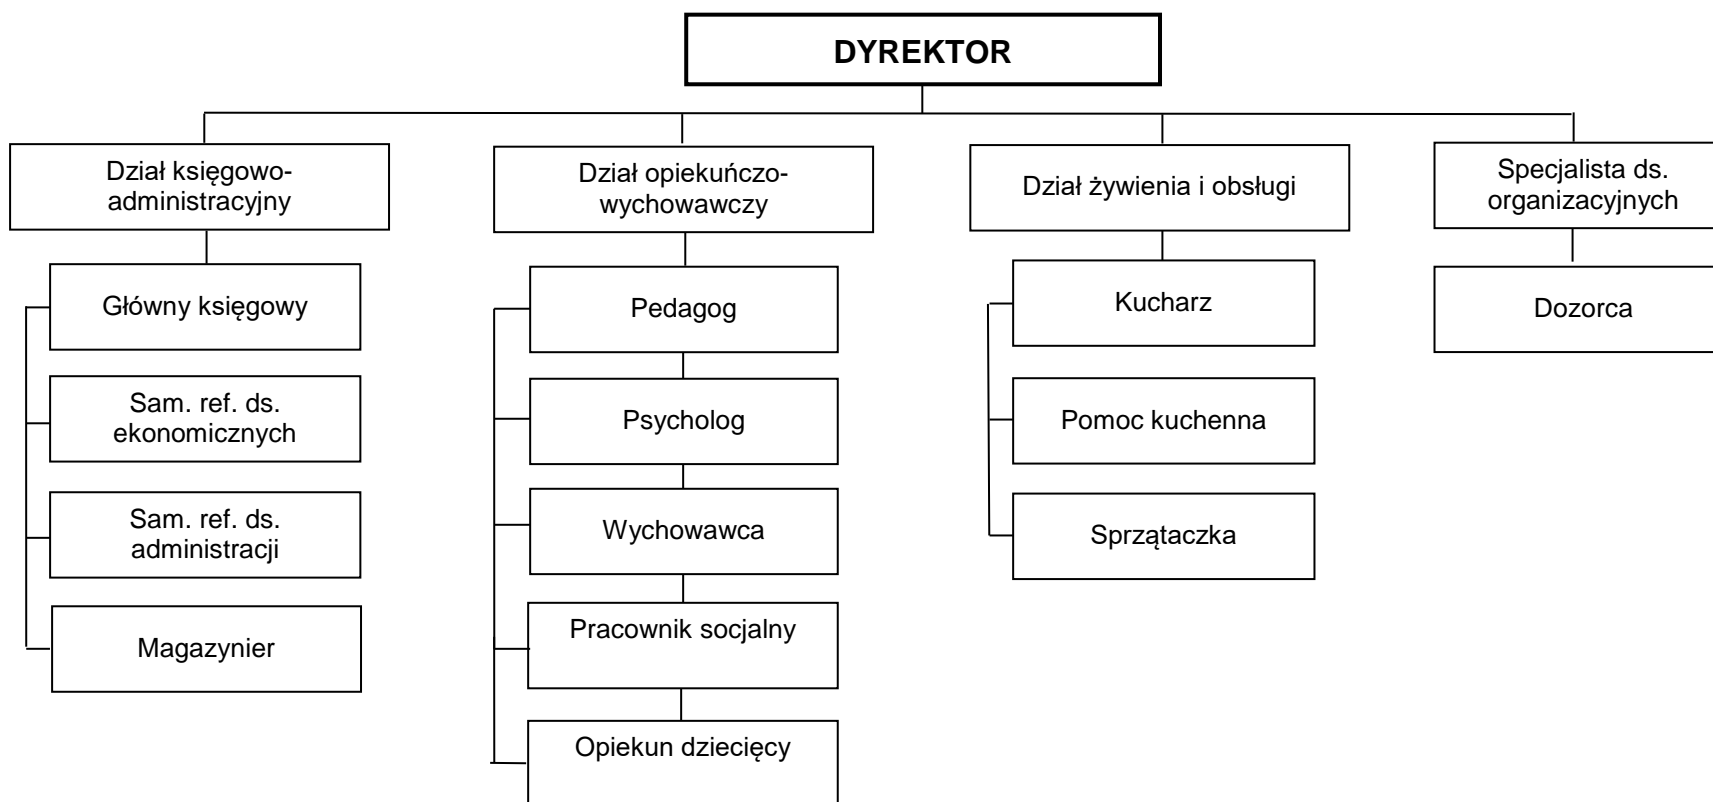 DYREKTOR
Dział księgowo-
administracyjny
Dział opiekuńczo-
wychowawczy
Dział żywienia i obsługi
Specjalista ds.
organizacyjnych
Główny księgowy
Sam. ref. ds.
ekonomicznych
Sam. ref. ds.
administracji
Magazynier
Pedagog
Psycholog
Wychowawca
Pracownik socjalny
Opiekun dziecięcy
Kucharz
Pomoc kuchenna
Sprzątaczka
Dozorca